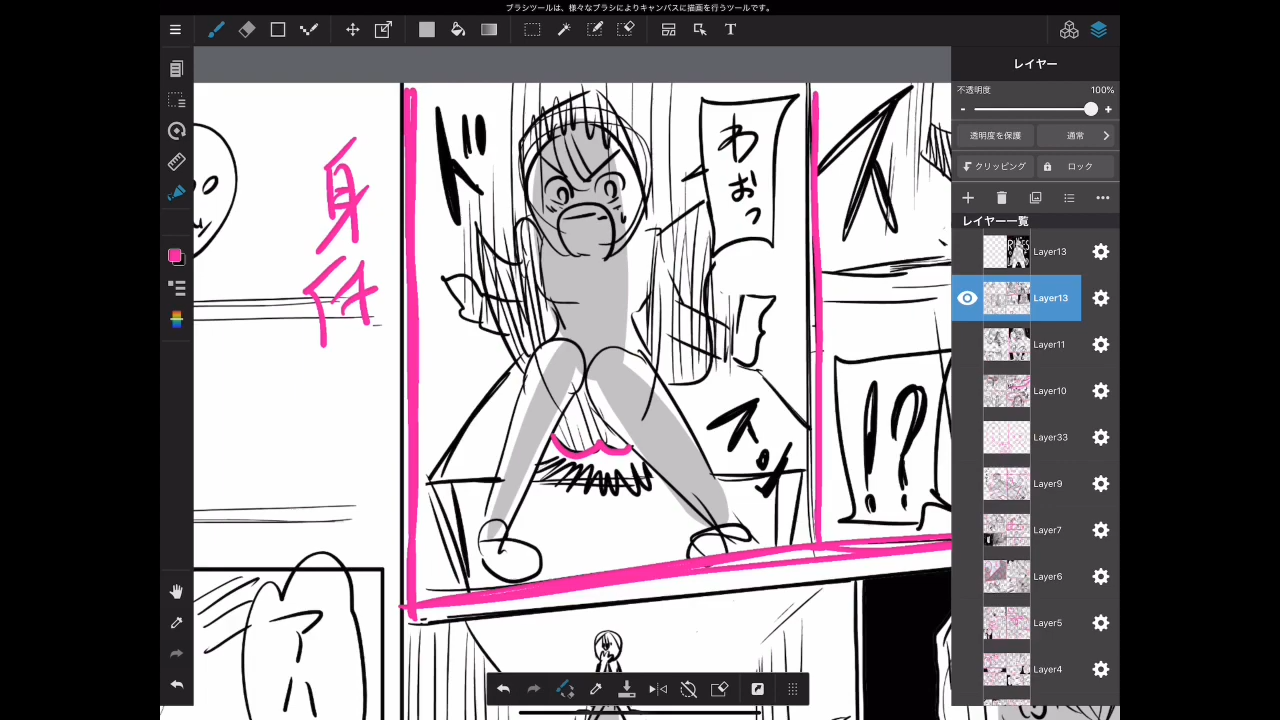 ブラシツールは、様々なブラシによりキャンバスに描画を行うツールです。
T
レイヤー
不透明度
100%
-
+
透明度を保護
通常
クリッピング
ロック
レイヤー一覧
Layer13
Layer13
Layer11
Layer10
Layer33
Layer9
Layer7
Layer6
Layer5
Layer4
ス
わぉっ
ド
身体
スッ
!?